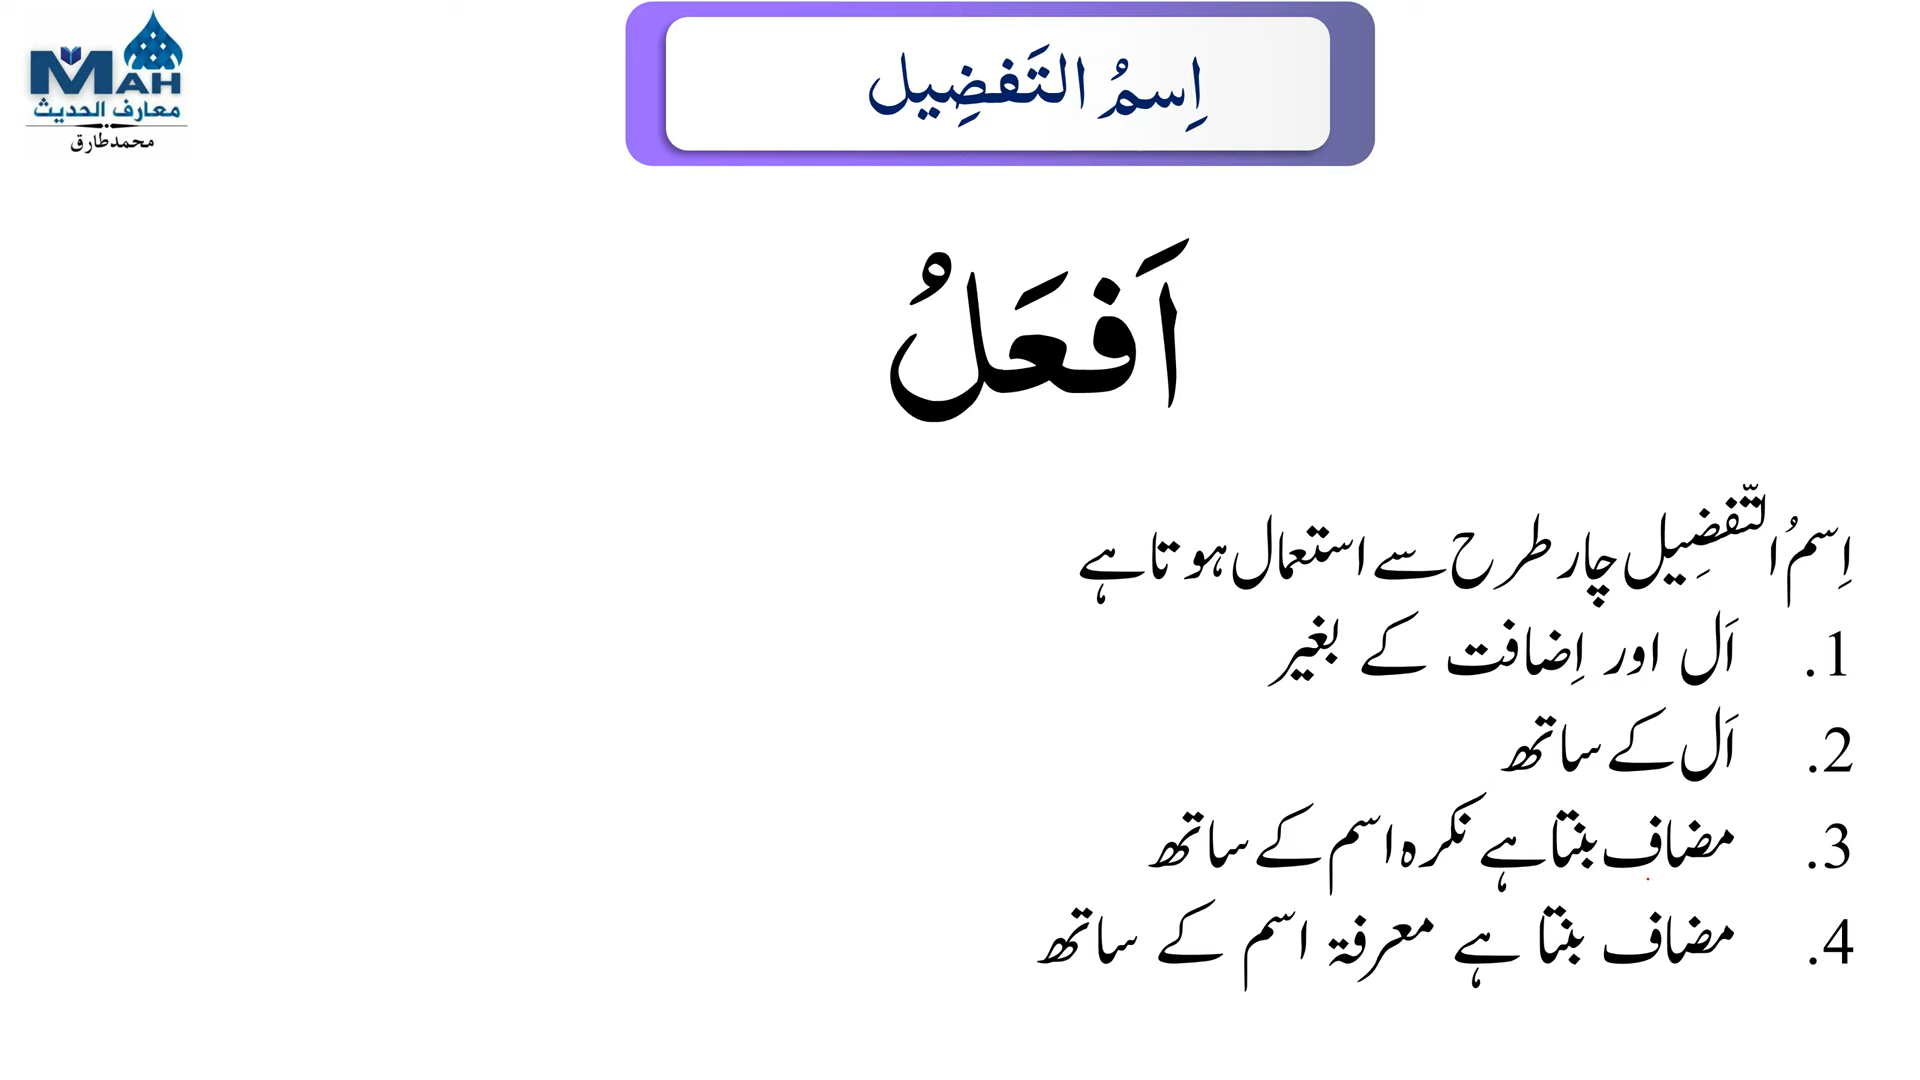 MAH
معارف الحدیث
محمد طارق
اِسمُ التَفضِیل
اَفعَلُ
اِسمُ التّفضِیل چار طرح سے استعمال ہوتا ہے
1. اَل اور اِضافت کے بغیر
2. اَل کے ساتھ
3. مضاف بنتا ہے نکرہ اسم کے ساتھ
4. مضاف بنتا ہے معرفۃ اسم کے ساتھ